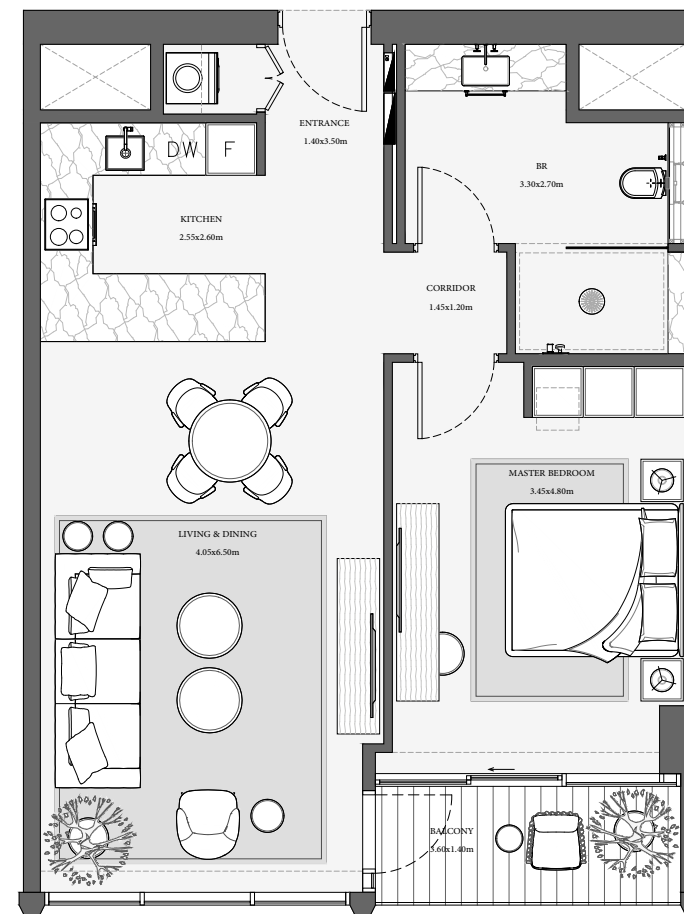 ENTRANCE
1.40x3.50m
DW
F
BR
3.30x2.70m
KITCHEN
2.55x2.60m
CORRIDOR
1.45x1.20m
MASTER BEDROOM
3.45x4.80m
LIVING & DINING
4.05x6.50m
BALCONY
3.60x1.40m